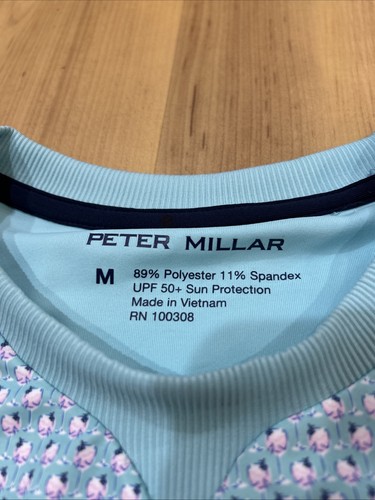 PETER MILLAR
M 89% Polyester 11% Spandex
UPF 50+ Sun Protection
Made in Vietnam
RN 100308